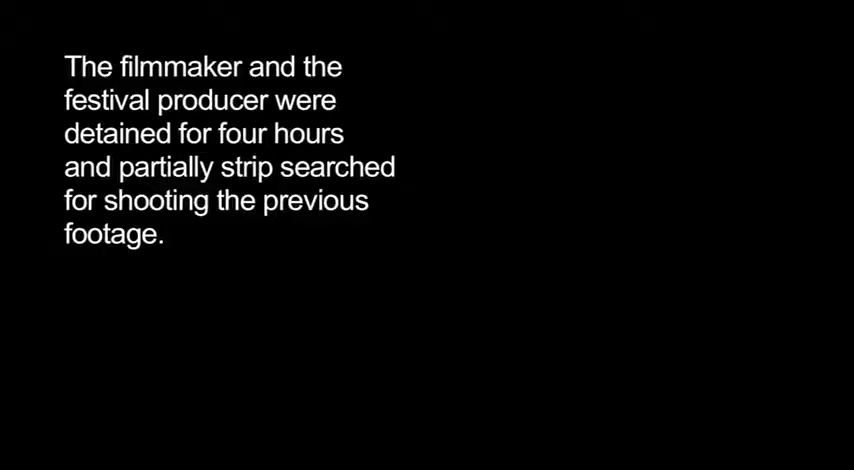 The filmmaker and the
festival producer were
detained for four hours
and partially strip searched
for shooting the previous
footage.